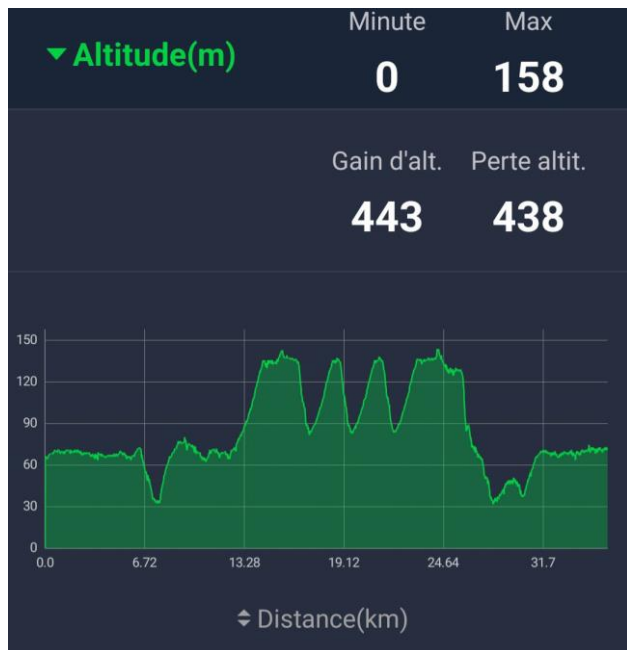 Minute Max
▼ Altitude(m)
0 158
Gain d'alt. Perte altit.
443 438
150
120
90
60
30
0
0.0 6.72 13.28 19.12 24.64 31.7
Distance(km)